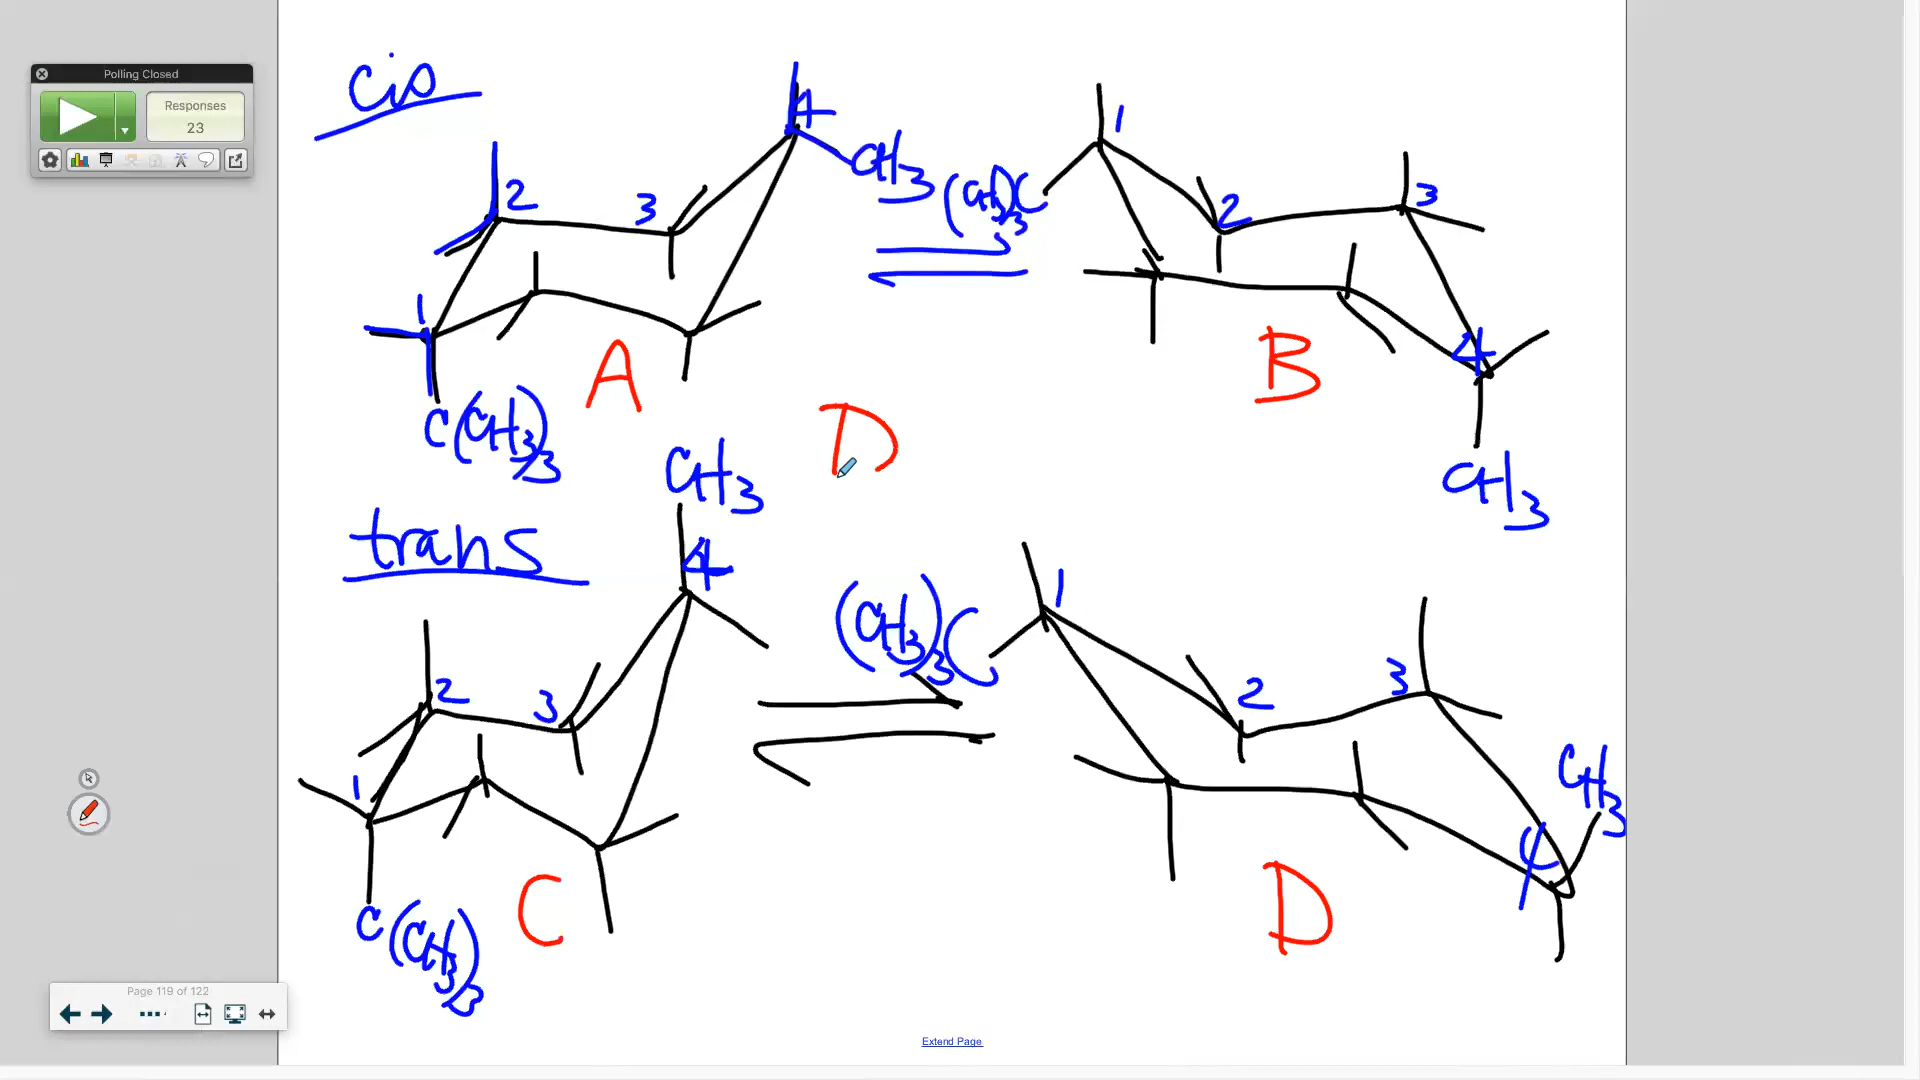 Polling Closed
Responses
23
cis
4
1
2
3
CH3
(CH3)3C
2
3
1
4
A
B
C(CH3)3
D
CH3
CH3
trans
4
1
(CH3)3C
2
3
2
3
CH3
1
4
C
D
C(CH3)3
Page 119 of 122
Extend Page